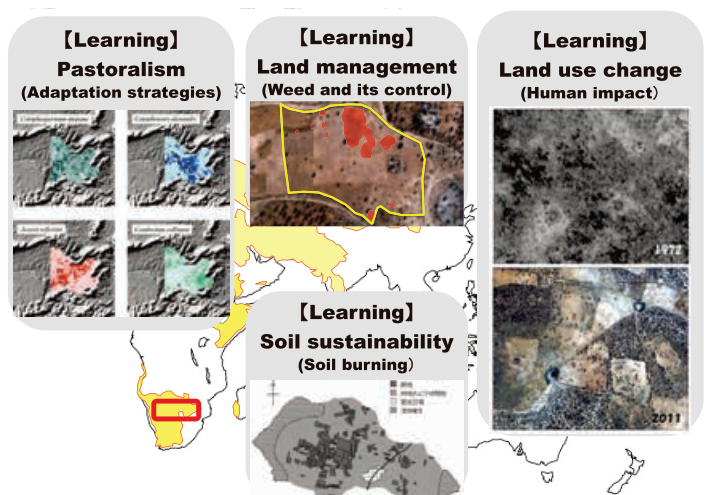 【Learning】
Pastoralism
(Adaptation strategies)
【Learning】
Land management
(Weed and its control)
【Learning】
Land use change
(Human impact）
1972
2011
【Learning】
Soil sustainability
(Soil burning）